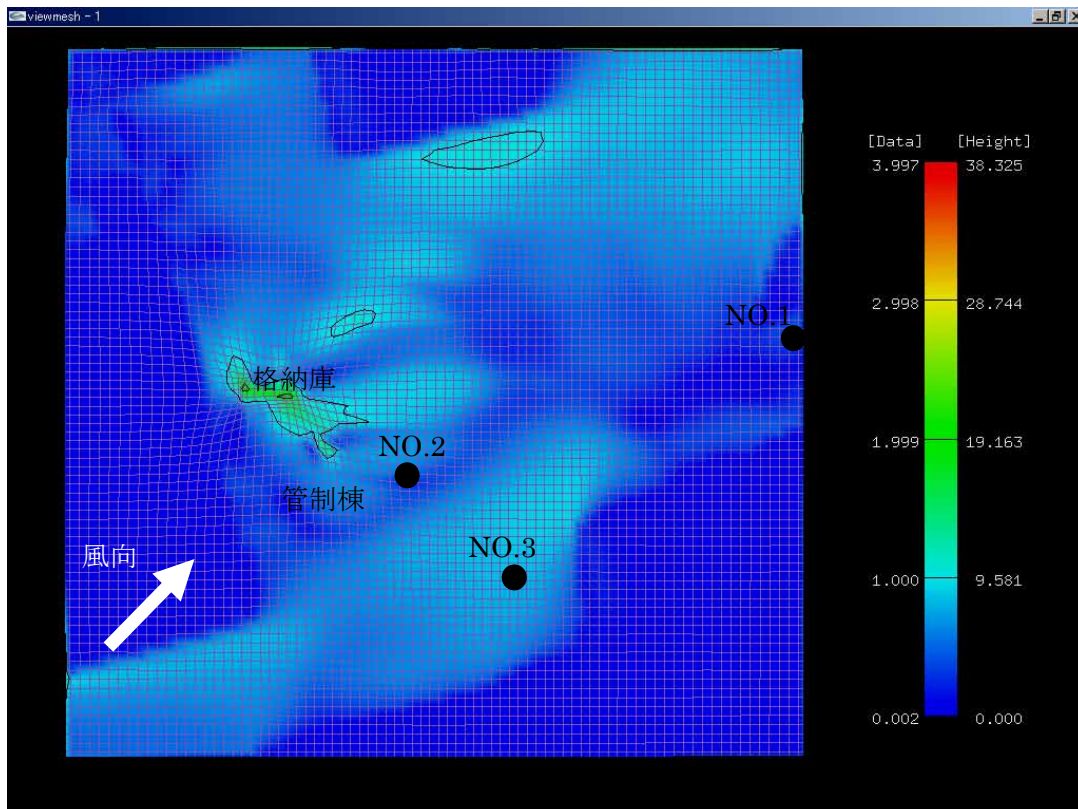 viewmesh - 1
[Data] [Height]
3.997 38.325
2.998 28.744
NO.1
格納庫
1.999 19.163
NO.2
管制棟
NO.3
風向
1.000 9.581
0.002 0.000